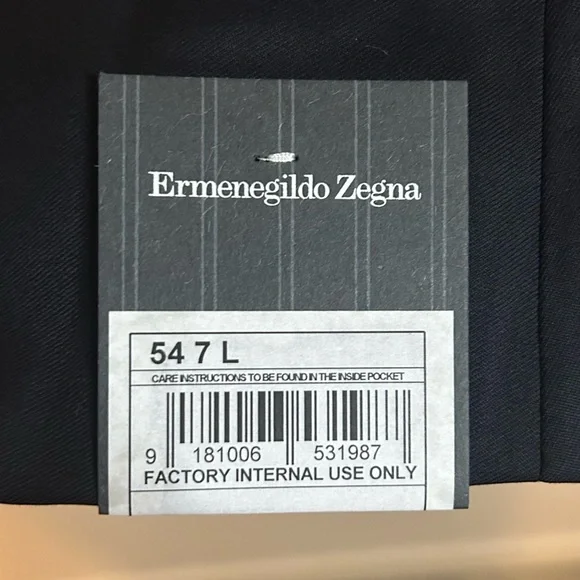 Ermenegildo Zegna
54 7 L
CARE INSTRUCTIONS TO BE FOUND IN THE INSIDE POCKET
9 181006 531987
FACTORY INTERNAL USE ONLY